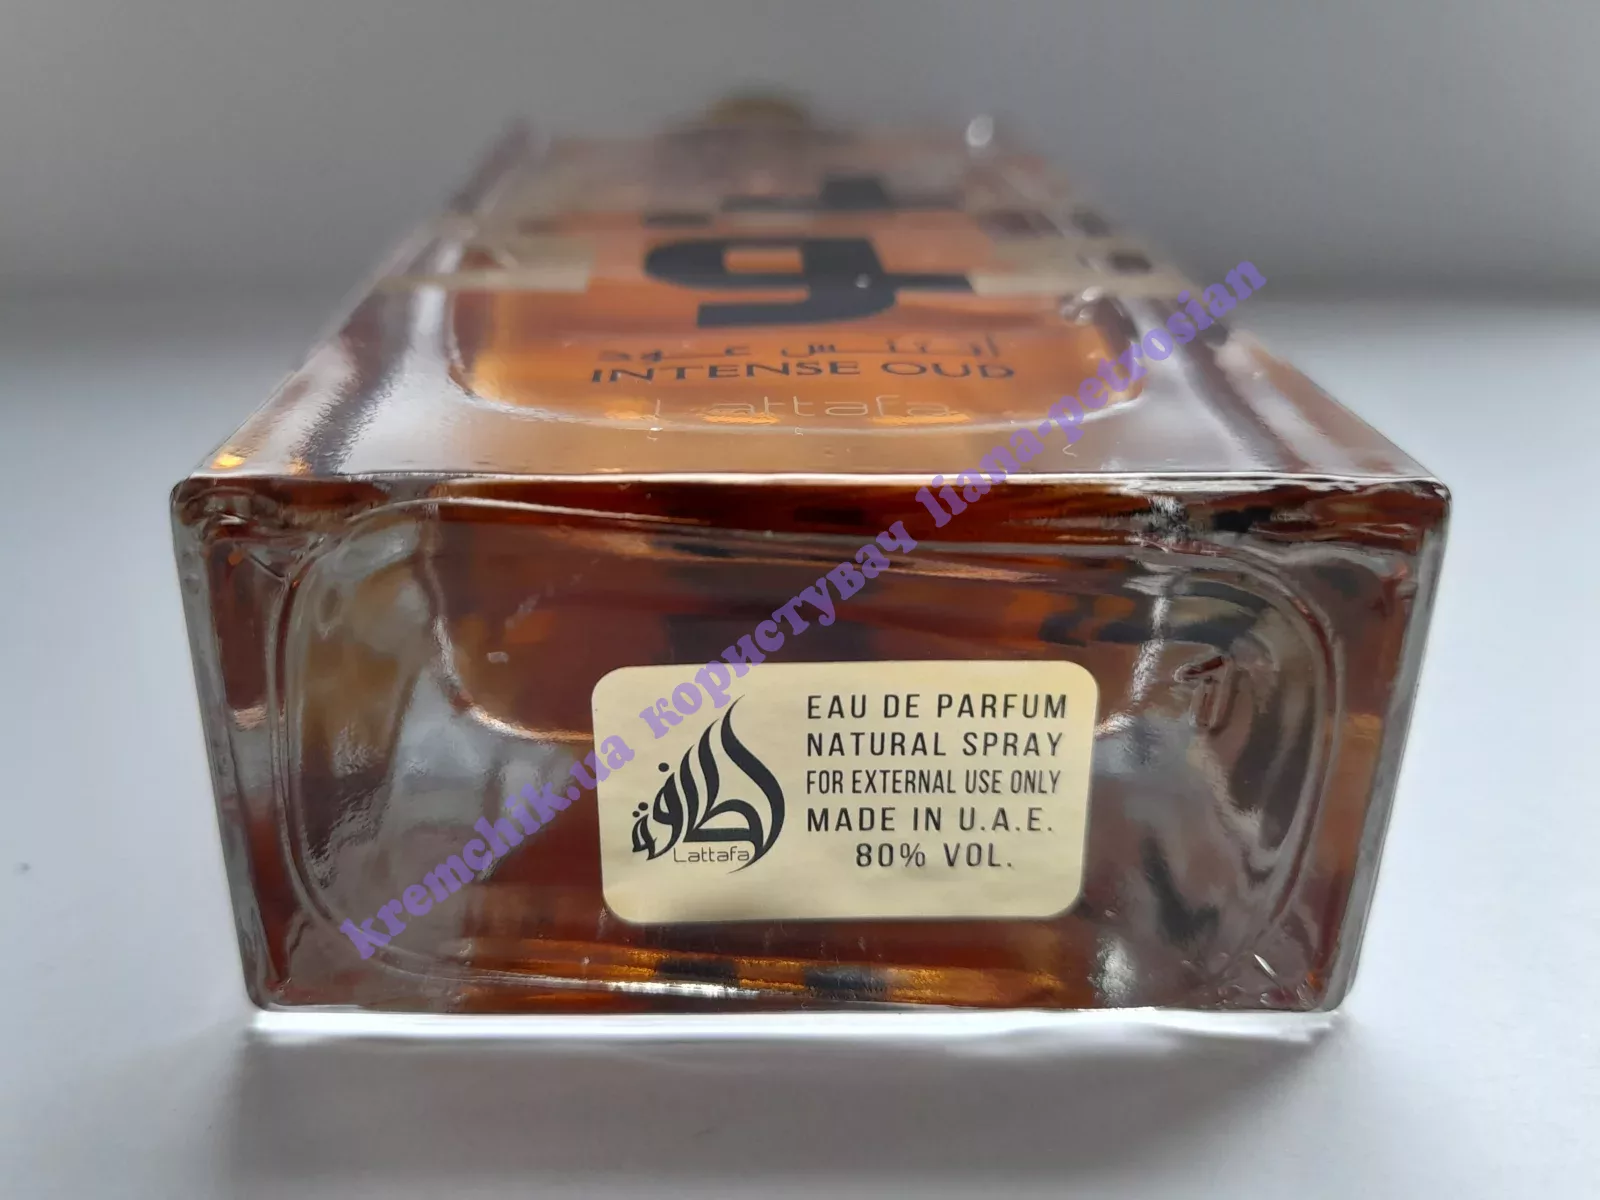 و
إنتنس عود
INTENSE OUD
Lattafa
لطافة
Lattafa
EAU DE PARFUM
NATURAL SPRAY
FOR EXTERNAL USE ONLY
MADE IN U.A.E.
80% VOL.
kremchik.ua користувач liana-petrosian